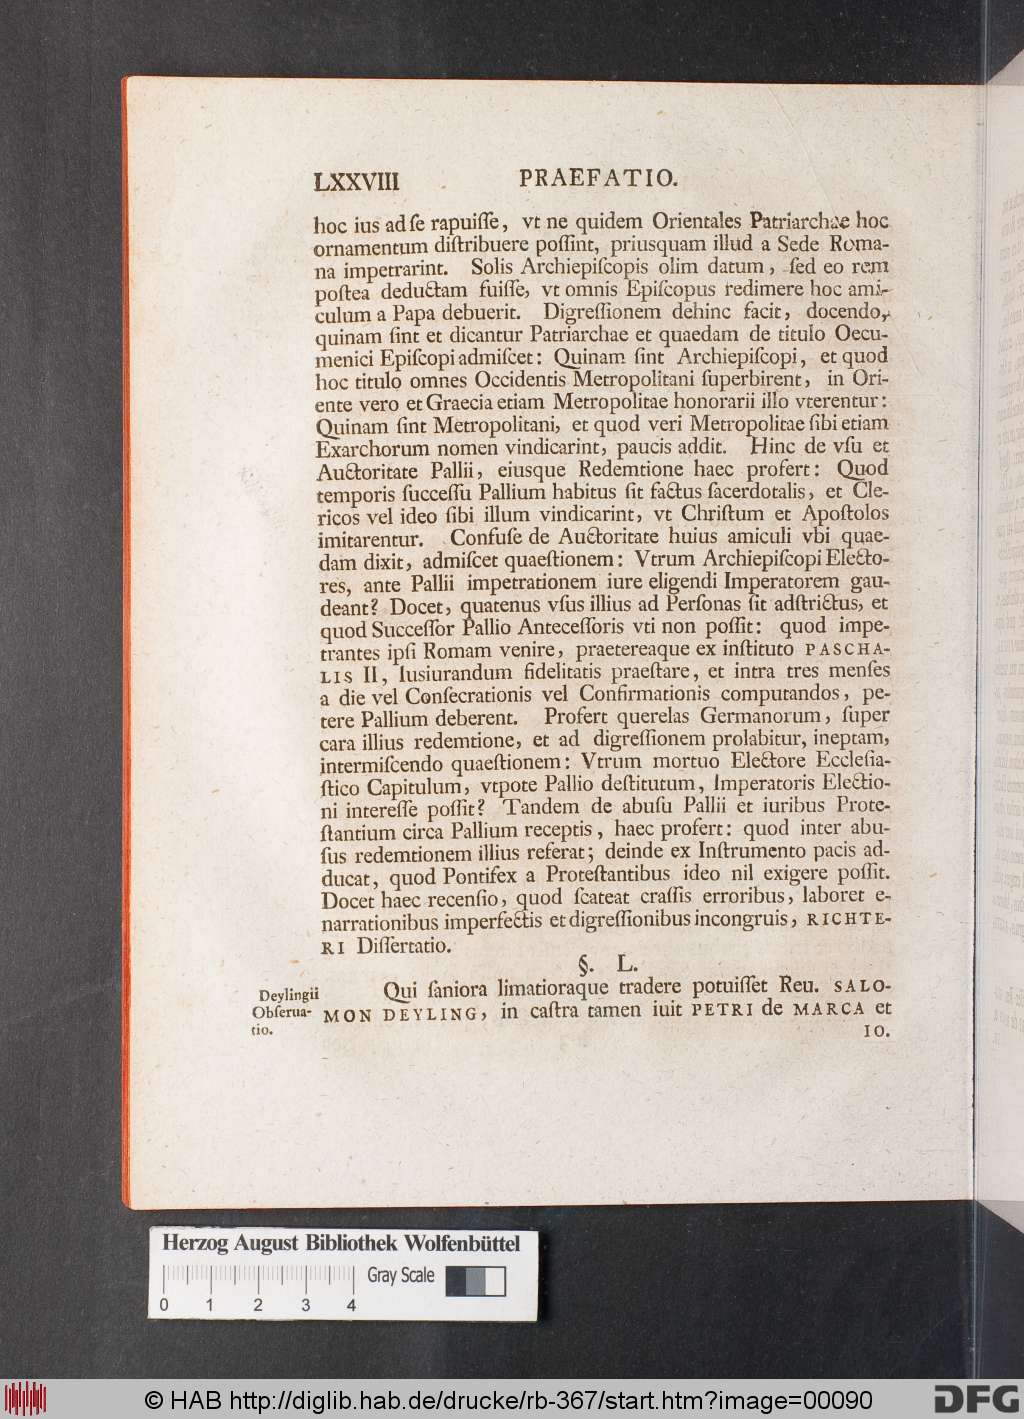 LXXVIII PRAEFATIO.
hoc ius ad ſe rapuiſſe, vt ne quidem Orientales Patriarchae hoc
ornamentum diſtribuere poſſint, priusquam illud a Sede Roma-
na impetrarint. Solis Archiepiſcopis olim datum, ſed eo rem
poſtea deductam fuiſſe, vt omnis Epiſcopus redimere hoc ami-
culum a Papa debuerit. Digreſſionem dehinc facit, docendo,
quinam ſint et dicantur Patriarchae et quaedam de titulo Oecu-
menici Epiſcopi admiſcet: Quinam ſint Archiepiſcopi, et quod
hoc titulo omnes Occidentis Metropolitani ſuperbirent, in Ori-
ente vero et Graecia etiam Metropolitae honorarii illo vterentur:
Quinam ſint Metropolitani, et quod veri Metropolitae ſibi etiam
Exarchorum nomen vindicarint, paucis addit. Hinc de vſu et
Auctoritate Pallii, eiusque Redemtione haec profert: Quod
temporis ſucceſſu Pallium habitus ſit factus ſacerdotalis, et Cle-
ricos vel ideo ſibi illum vindicarint, vt Chriſtum et Apoſtolos
imitarentur. Confuſe de Auctoritate huius amiculi vbi quae-
dam dixit, admiſcet quaeſtionem: Vtrum Archiepiſcopi Electo-
res, ante Pallii impetrationem iure eligendi Imperatorem gau-
deant? Docet, quatenus vſus illius ad Perſonas ſit adſtrictus, et
quod Succeſſor Pallio Anteceſſoris vti non poſſit: quod impe-
trantes ipſi Romam venire, praetereaque ex inſtituto PASCHA-
LIS II, Iusiurandum fidelitatis praeſtare, et intra tres menſes
a die vel Conſecrationis vel Confirmationis computandos, pe-
tere Pallium deberent. Profert querelas Germanorum, ſuper
cara illius redemtione, et ad digreſſionem prolabitur, ineptam,
intermiſcendo quaeſtionem: Vtrum mortuo Electore Eccleſia-
ſtico Capitulum, vtpote Pallio deſtitutum, Imperatoris Electio-
ni intereſſe poſſit? Tandem de abuſu Pallii et iuribus Prote-
ſtantium circa Pallium receptis, haec profert: quod inter abu-
ſus redemtionem illius referat; deinde ex Inſtrumento pacis ad-
ducat, quod Pontifex a Proteſtantibus ideo nil exigere poſſit.
Docet haec recenſio, quod ſcateat craſſis erroribus, laboret e-
narrationibus imperfectis et digreſſionibus incongruis, RICHTE-
RI Diſſertatio.
§. L.
Deylingii
Obſerua-
tio.
Qui ſaniora limatioraque tradere potuiſſet Reu. SALO-
MON DEYLING, in caſtra tamen iuit PETRI de MARCA et
IO.
Herzog August Bibliothek Wolfenbüttel
Gray Scale
0 1 2 3 4
© HAB http://diglib.hab.de/drucke/rb-367/start.htm?image=00090
DFG